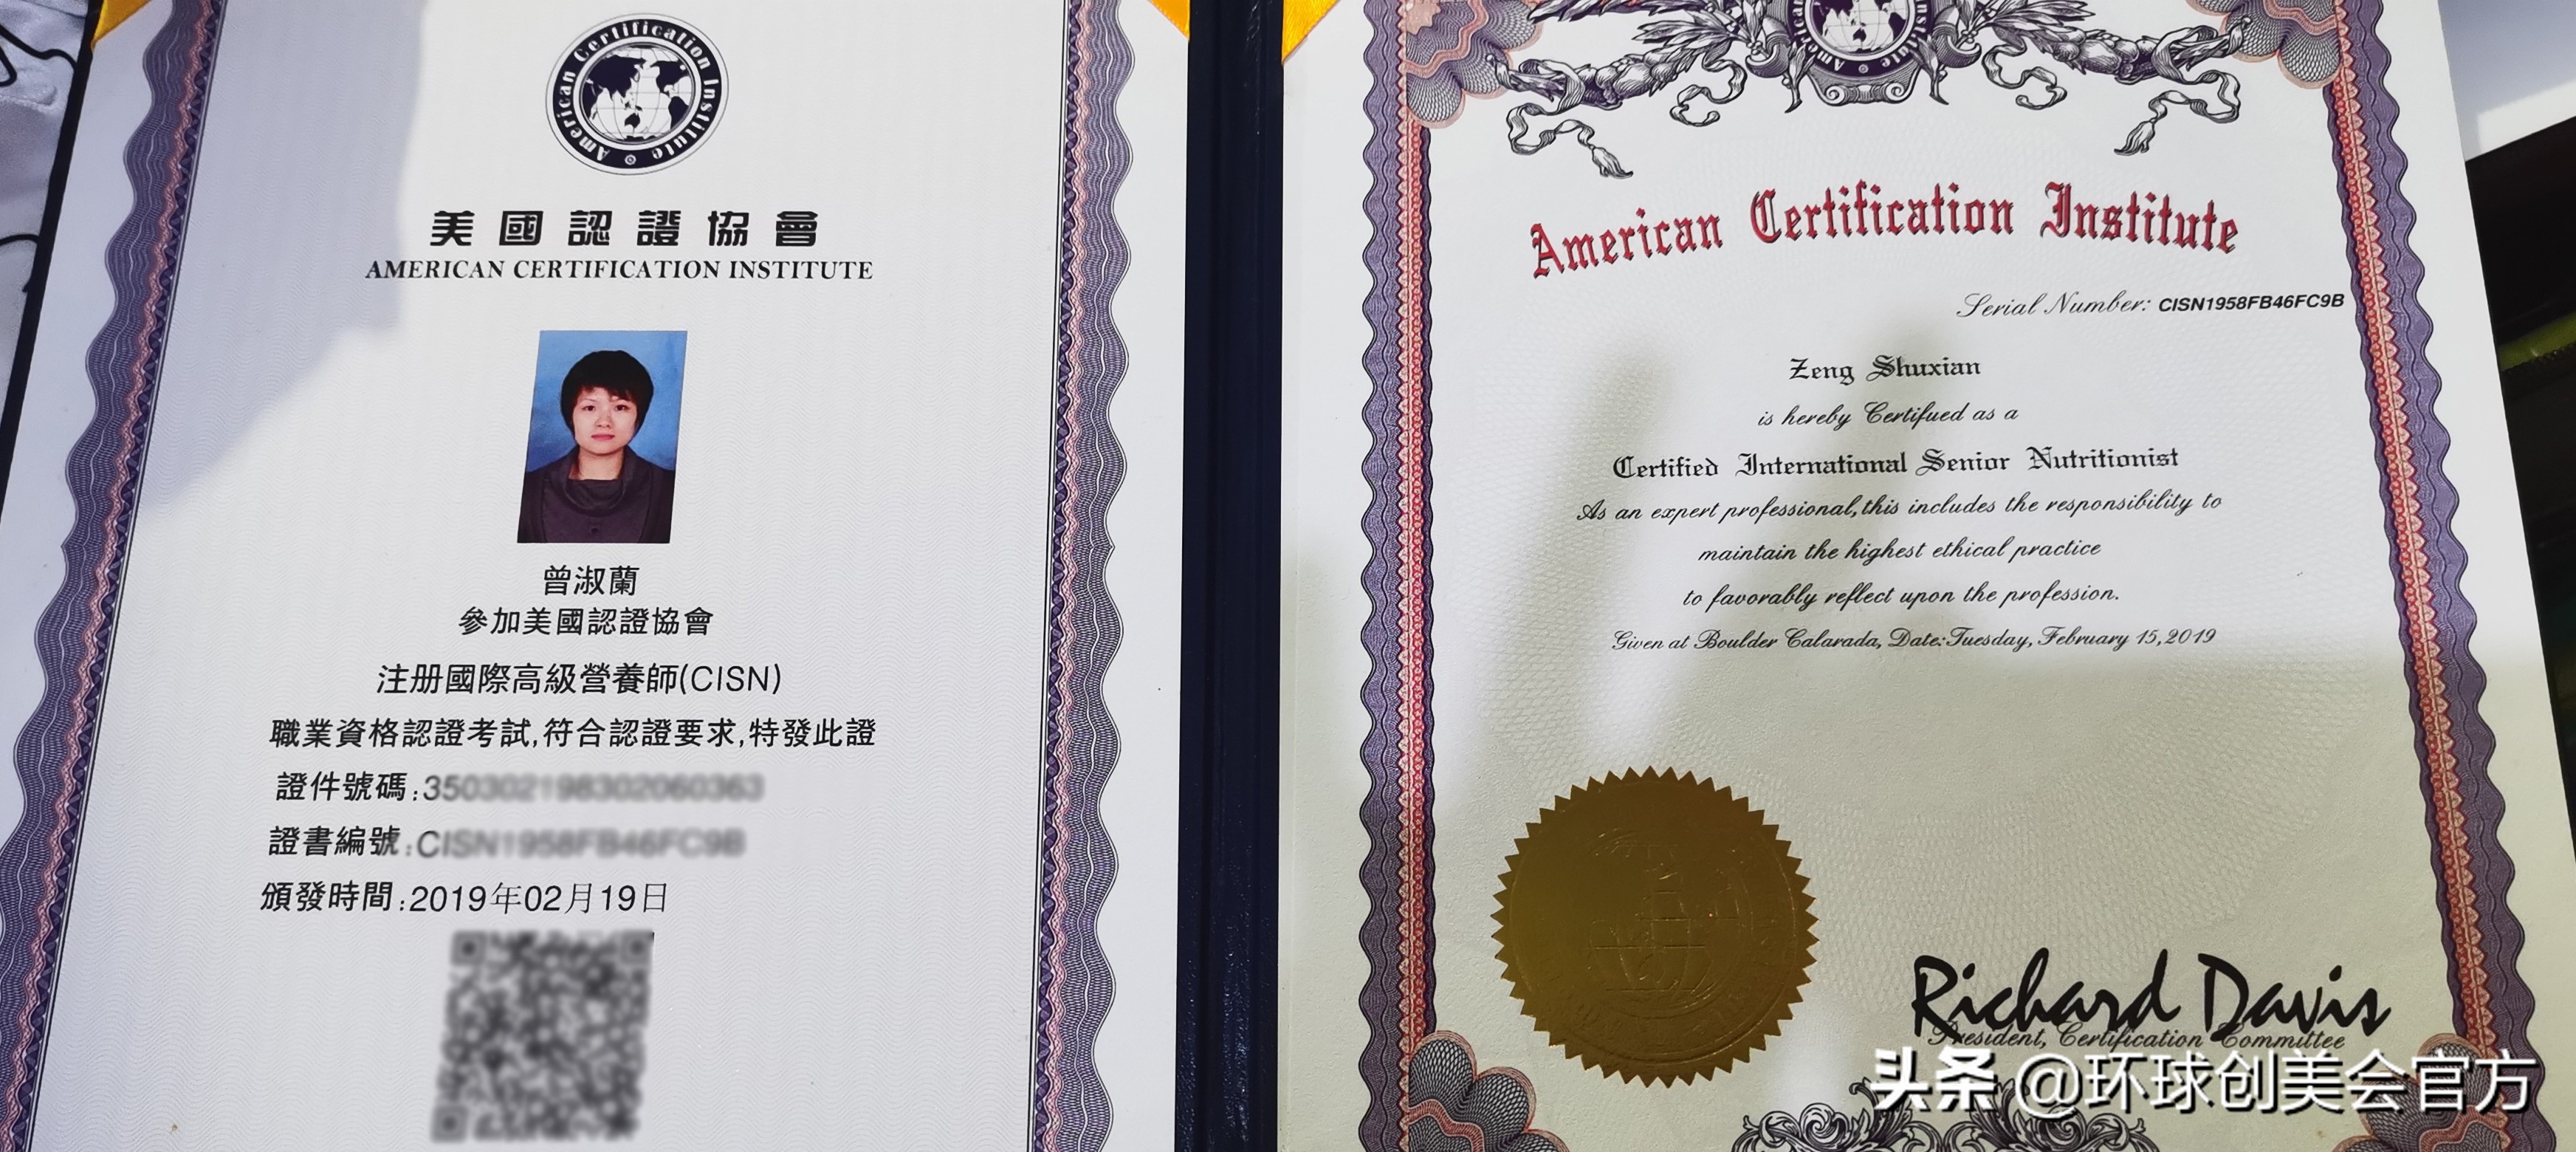 American Certification Institute
美國認證協會
AMERICAN CERTIFICATION INSTITUTE
曾淑蘭
參加美國認證協會
注册國際高級營養師(CISN)
職業資格認證考試,符合認證要求,特發此證
證件號碼:
證書編號:
頒發時間:2019年02月19日
American Certification Institute
Serial Number: CISN1958FB46FC9B
Zeng Shuxian
is hereby Certifued as a
Certified International Senior Nutritionist
As an expert professional,this includes the responsibility to
maintain the highest ethical practice
to favorably reflect upon the profession.
Given at Boulder Calarada, Date:Tuesday, February 15,2019
Richard Davis
President, Certification Committee
头条 @环球创美会官方